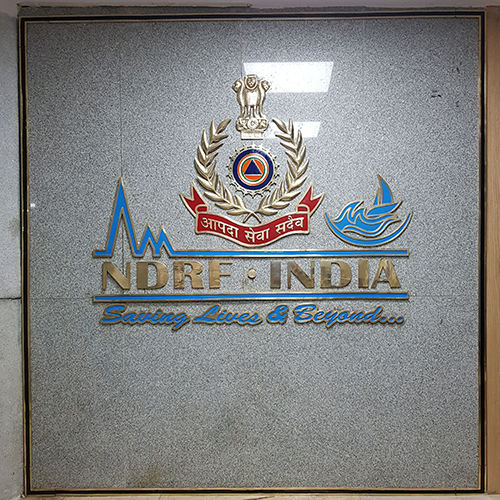 आपदा सेवा सदैव
NDRF · INDIA
Saving Lives & Beyond...